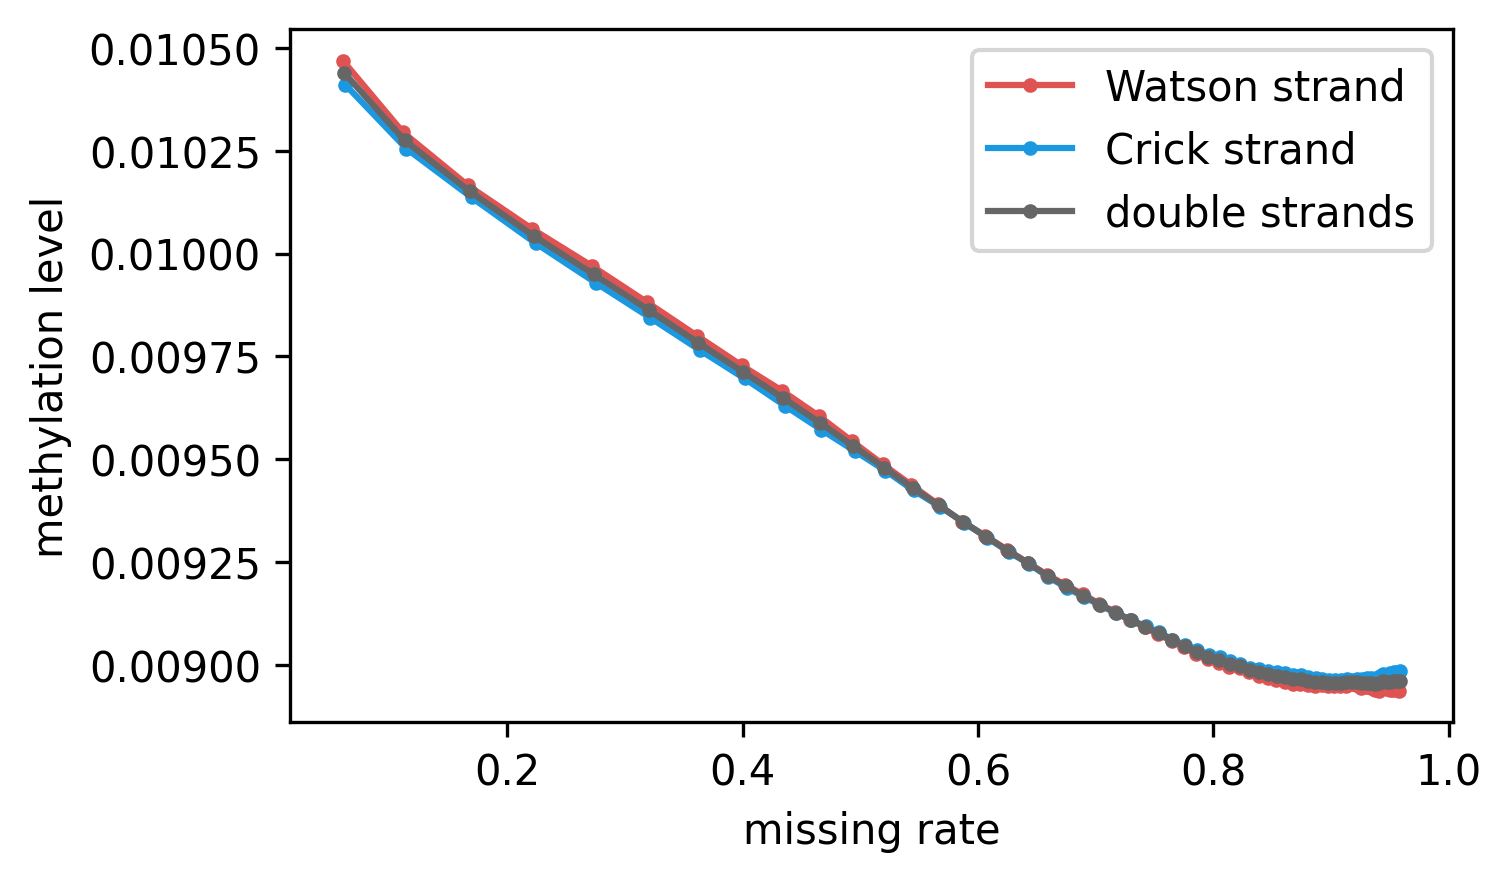 0.01050
0.01025
0.01000
0.00975
0.00950
0.00925
0.00900
methylation level
Watson strand
Crick strand
double strands
0.2 0.4 0.6 0.8 1.0
missing rate